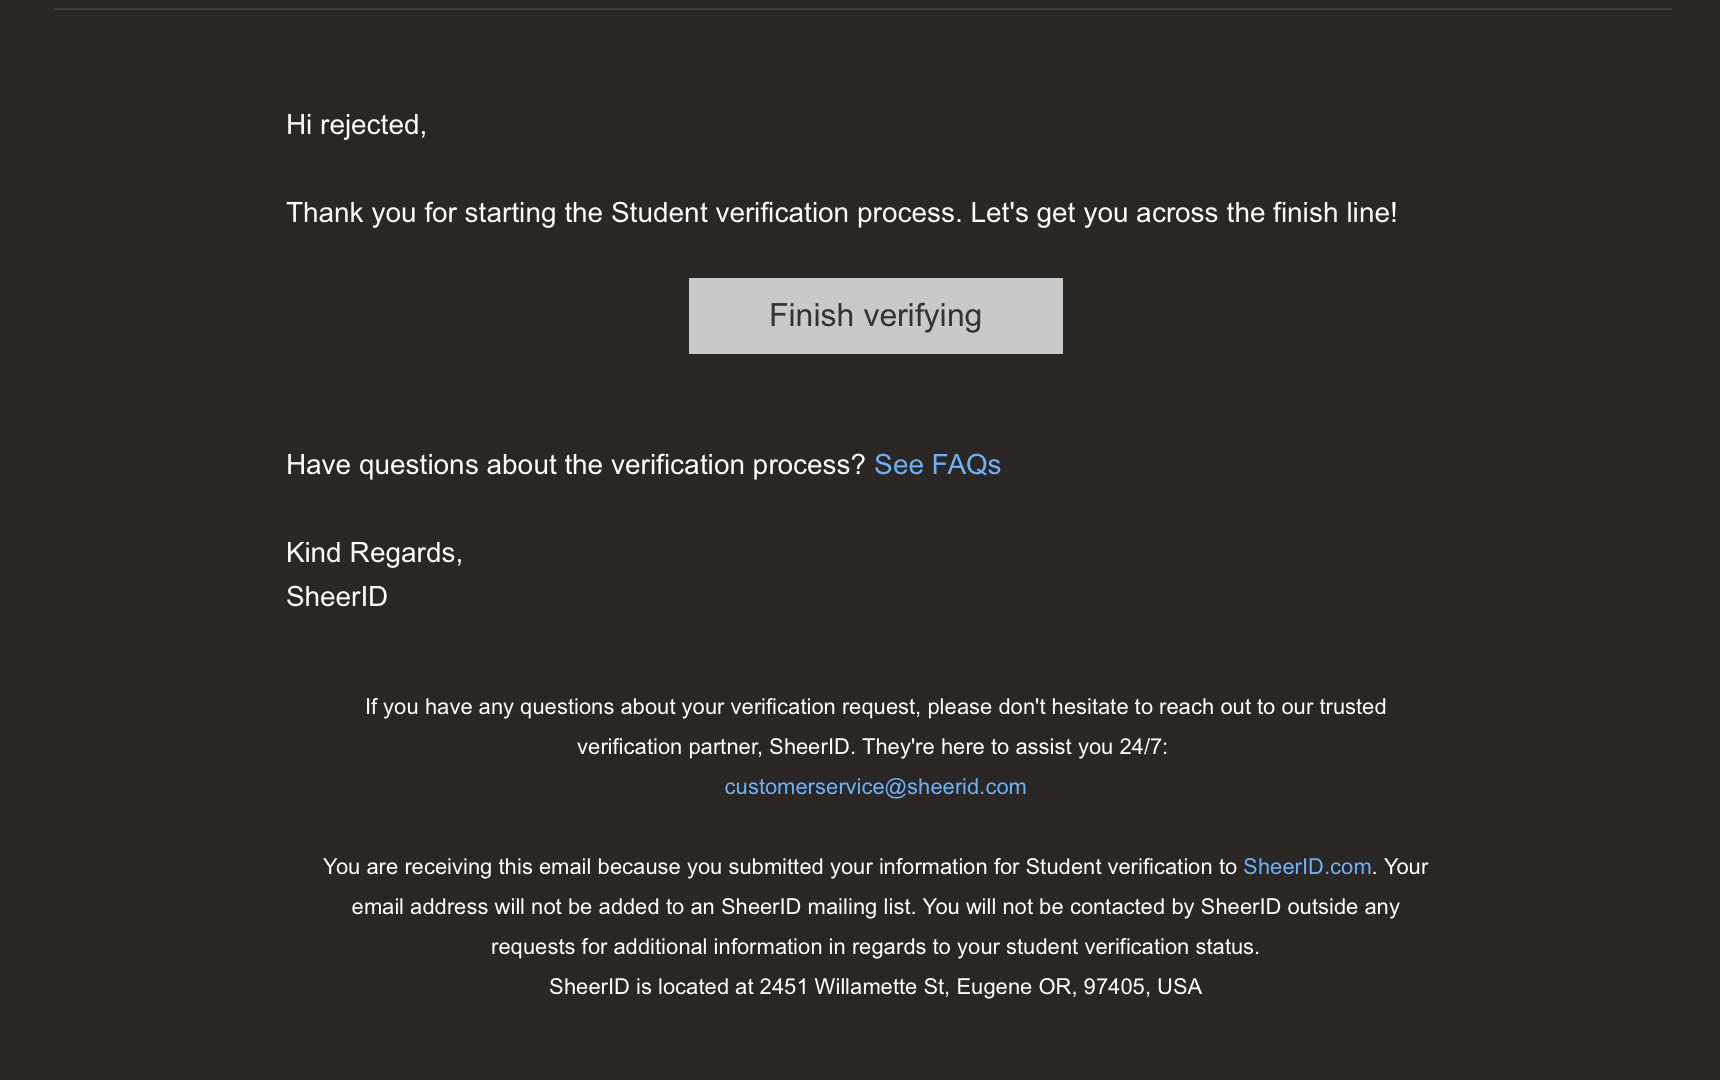 Hi rejected,
Thank you for starting the Student verification process. Let's get you across the finish line!
Finish verifying
Have questions about the verification process? See FAQs
Kind Regards,
SheerID
If you have any questions about your verification request, please don't hesitate to reach out to our trusted
verification partner, SheerID. They're here to assist you 24/7:
customerservice@sheerid.com
You are receiving this email because you submitted your information for Student verification to SheerID.com. Your
email address will not be added to an SheerID mailing list. You will not be contacted by SheerID outside any
requests for additional information in regards to your student verification status.
SheerID is located at 2451 Willamette St, Eugene OR, 97405, USA